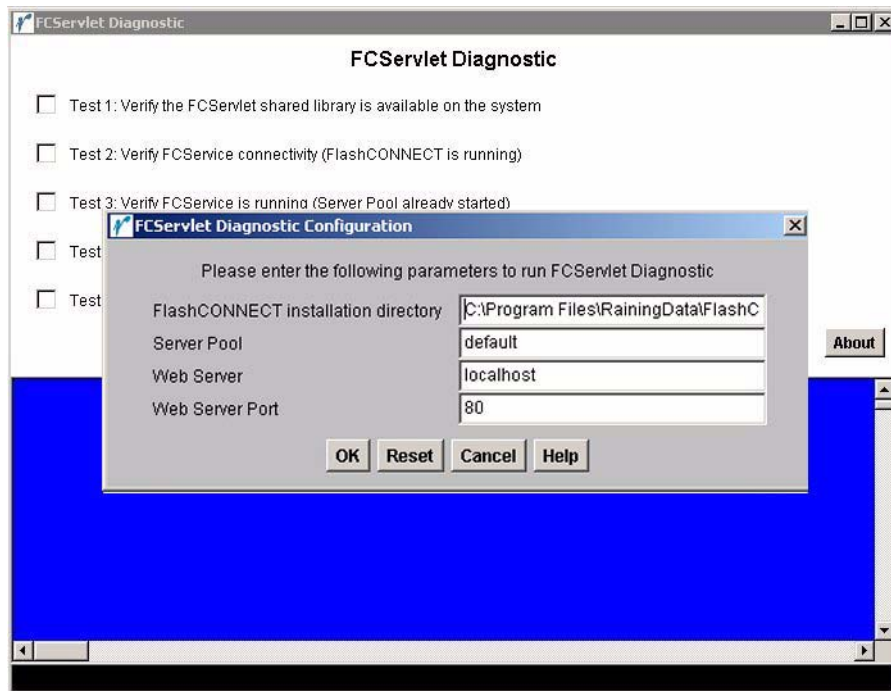 FCServlet Diagnostic
FCServlet Diagnostic
Test 1: Verify the FCServlet shared library is available on the system
Test 2: Verify FCService connectivity (FlashCONNECT is running)
Test 3: Verify FCService is running (Server Pool already started)
Test
Test
FCServlet Diagnostic Configuration
Please enter the following parameters to run FCServlet Diagnostic
FlashCONNECT installation directory C:\Program Files\RainingData\FlashC
Server Pool default
Web Server localhost
Web Server Port 80
OK Reset Cancel Help
About